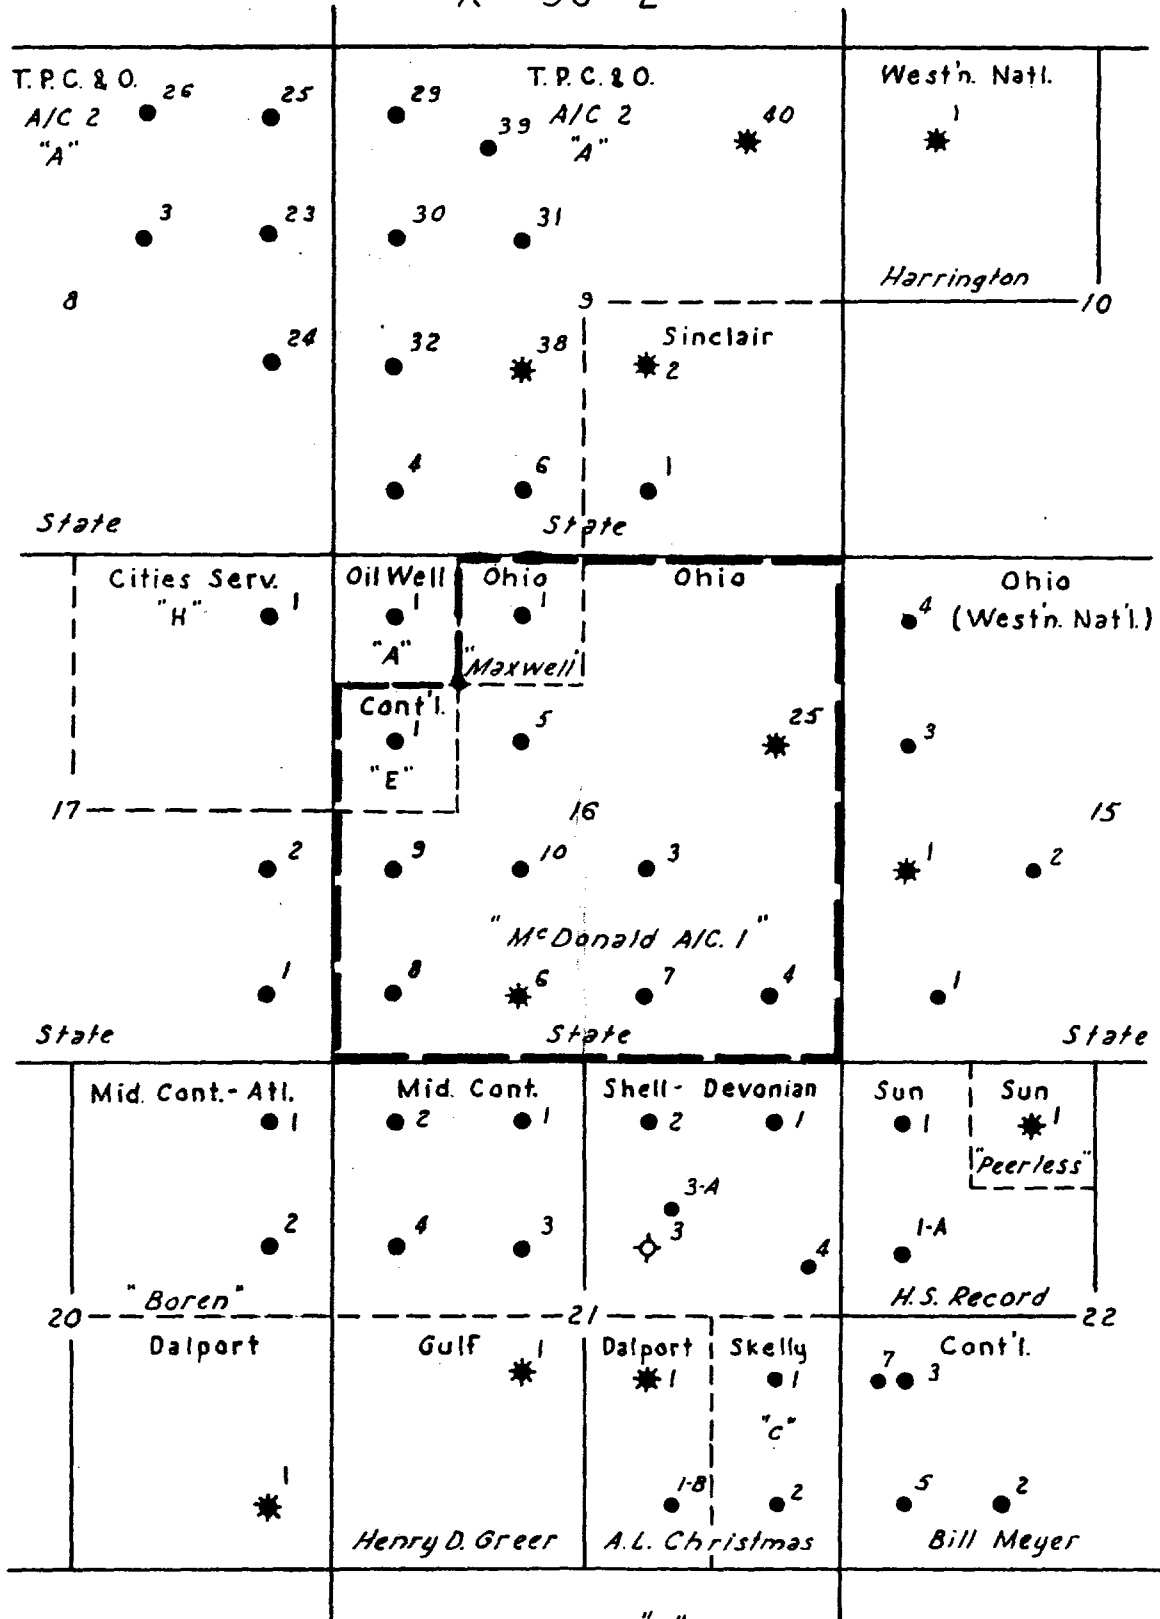 R - 36 - E
T. P. C. & O. T. P. C. & O. West'n. Natl.
26 25 29 A/C 2 40 1
A/C 2 39 "A"
"A"
3 23 30 31
Harrington
8 9 10
24 32 38 Sinclair
2
4 6 1
State State
Cities Serv. Oil Well Ohio Ohio Ohio
"H" 1 1 1 4 (West'n. Nat'l.)
"A" "Maxwell"
Cont'l.
1 5 25 3
"E"
17 16 15
2 9 10 3 1 2
"McDonald A/C. 1"
1 8 6 7 4 1
State State State
Mid. Cont.- Atl. Mid. Cont. Shell- Devonian Sun Sun
1 2 1 2 1 1 1
"Peerless"
3-A
2 4 3 3 4 1-A
"Boren" H.S. Record
20 21 22
Dalport Gulf 1 Dalport Skelly Cont'l.
1 1 7 3
"C"
1 1-B 2 5 2
Henry D. Greer A.L. Christmas Bill Meyer